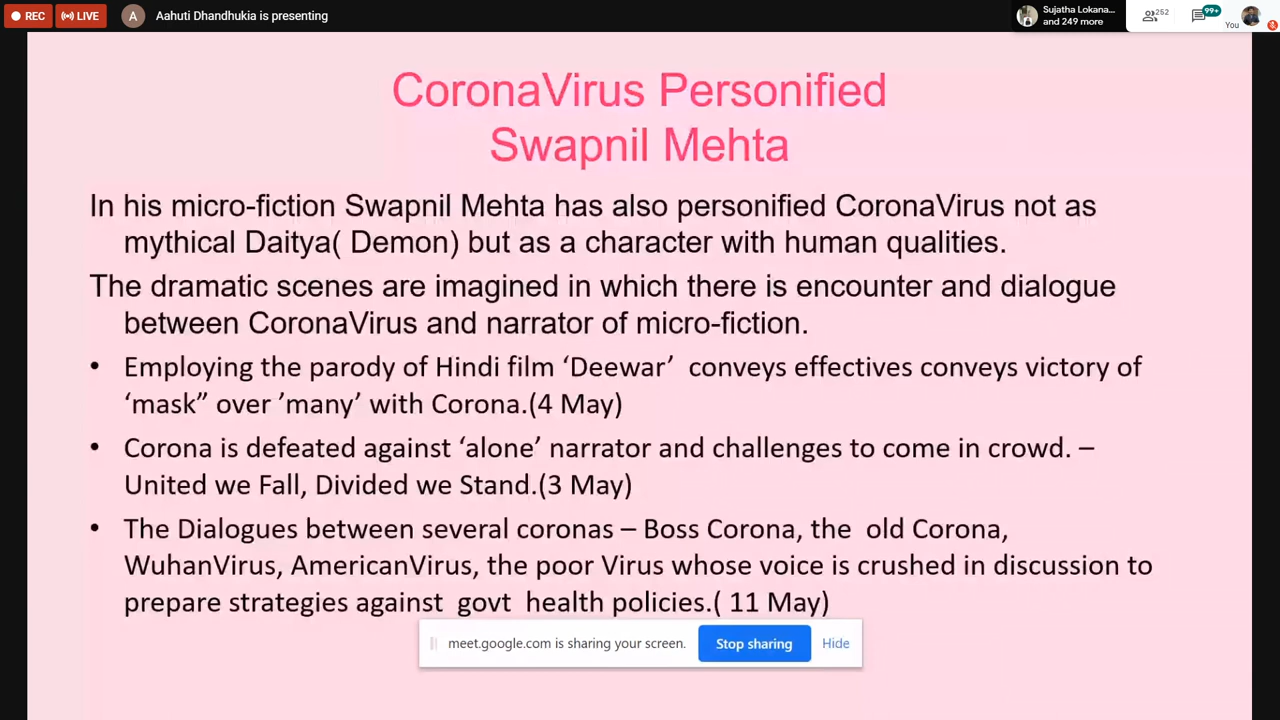 REC LIVE A Aahuti Dhandhukia is presenting
Sujatha Lokana...
and 249 more
252
99+
You
CoronaVirus Personified
Swapnil Mehta
In his micro-fiction Swapnil Mehta has also personified CoronaVirus not as
mythical Daitya( Demon) but as a character with human qualities.
The dramatic scenes are imagined in which there is encounter and dialogue
between CoronaVirus and narrator of micro-fiction.
• Employing the parody of Hindi film ‘Deewar’ conveys effectives conveys victory of
‘mask” over ’many’ with Corona.(4 May)
• Corona is defeated against ‘alone’ narrator and challenges to come in crowd. –
United we Fall, Divided we Stand.(3 May)
• The Dialogues between several coronas – Boss Corona, the old Corona,
WuhanVirus, AmericanVirus, the poor Virus whose voice is crushed in discussion to
prepare strategies against govt health policies.( 11 May)
meet.google.com is sharing your screen. Stop sharing Hide